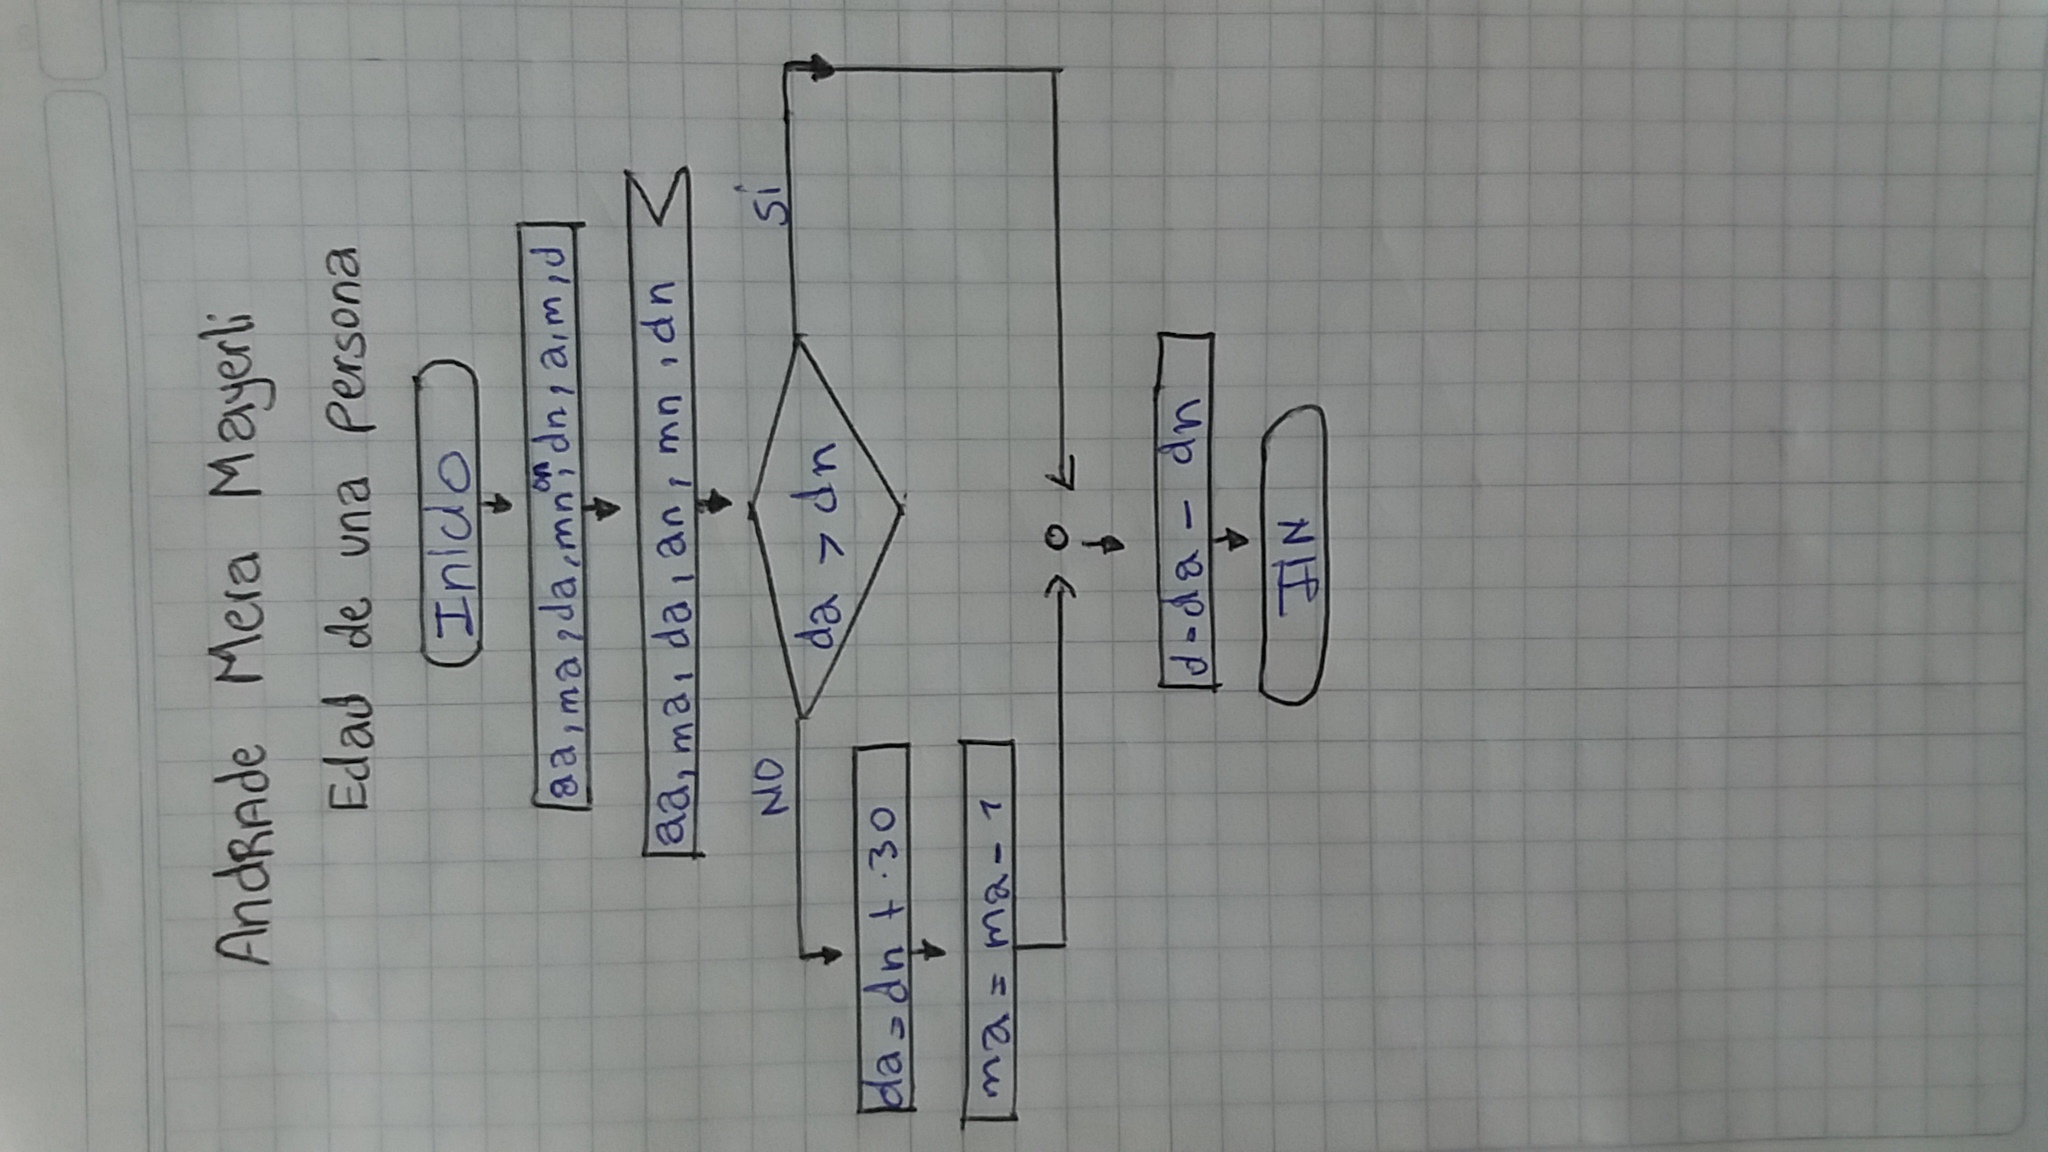 AndRAde Mera Mayerli
Edad de una Persona
Inicio
aa, ma, da, mn, an, dn, a, m, d
aa, ma, da, an, mn, dn
NO
Si
da > dn
da = dn + 30
ma = ma - 1
d = da - dn
FIN